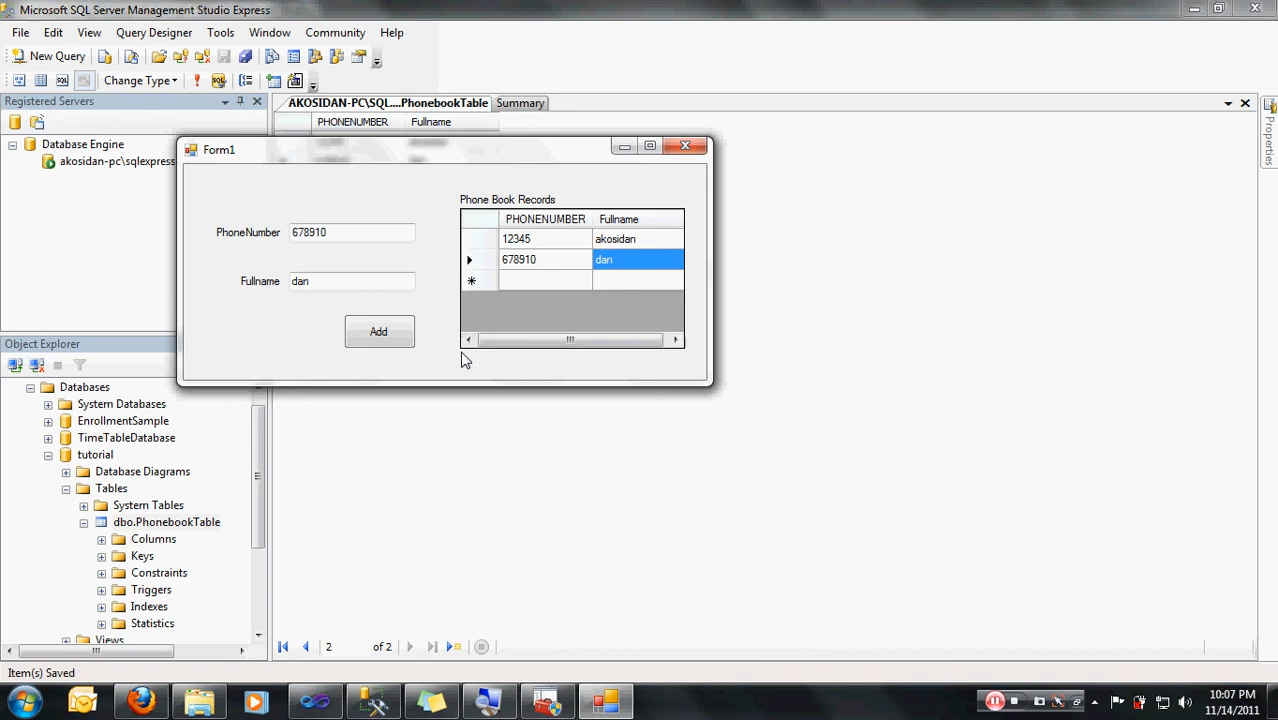 Microsoft SQL Server Management Studio Express
File Edit View Query Designer Tools Window Community Help
New Query
Change Type
Registered Servers
AKOSIDAN-PC\SQL....PhonebookTable Summary
Properties
PHONENUMBER Fullname
Database Engine
akosidan-pc\sqlexpress
Form1
Phone Book Records
PHONENUMBER Fullname
PhoneNumber 678910
12345 akosidan
678910 dan
Fullname dan
Add
Object Explorer
Databases
System Databases
EnrollmentSample
TimeTableDatabase
tutorial
Database Diagrams
Tables
System Tables
dbo.PhonebookTable
Columns
Keys
Constraints
Triggers
Indexes
Statistics
Views
2 of 2
Item(s) Saved
10:07 PM
11/14/2011